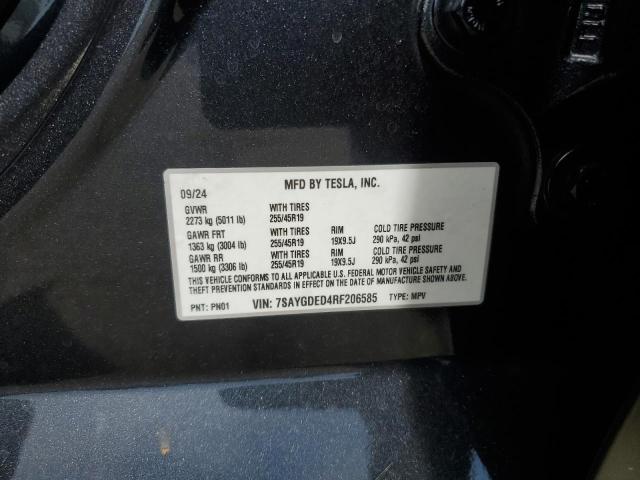 MFD BY TESLA, INC.
09/24
GVWR WITH TIRES
2273 kg (5011 lb) 255/45R19
GAWR FRT WITH TIRES RIM COLD TIRE PRESSURE
1363 kg (3004 lb) 255/45R19 19X9.5J 290 kPa, 42 psi
GAWR RR WITH TIRES RIM COLD TIRE PRESSURE
1500 kg (3306 lb) 255/45R19 19X9.5J 290 kPa, 42 psi
THIS VEHICLE CONFORMS TO ALL APPLICABLE U.S. FEDERAL MOTOR VEHICLE SAFETY AND
THEFT PREVENTION STANDARDS IN EFFECT ON THE DATE OF MANUFACTURE SHOWN ABOVE.
PNT: PN01 VIN: 7SAYGDED4RF206585 TYPE: MPV